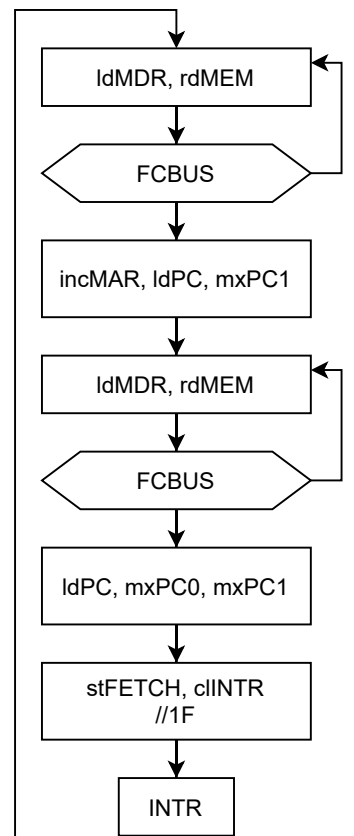 ldMDR, rdMEM
FCBUS
incMAR, ldPC, mxPC1
ldMDR, rdMEM
FCBUS
ldPC, mxPC0, mxPC1
stFETCH, clINTR
//1F
INTR